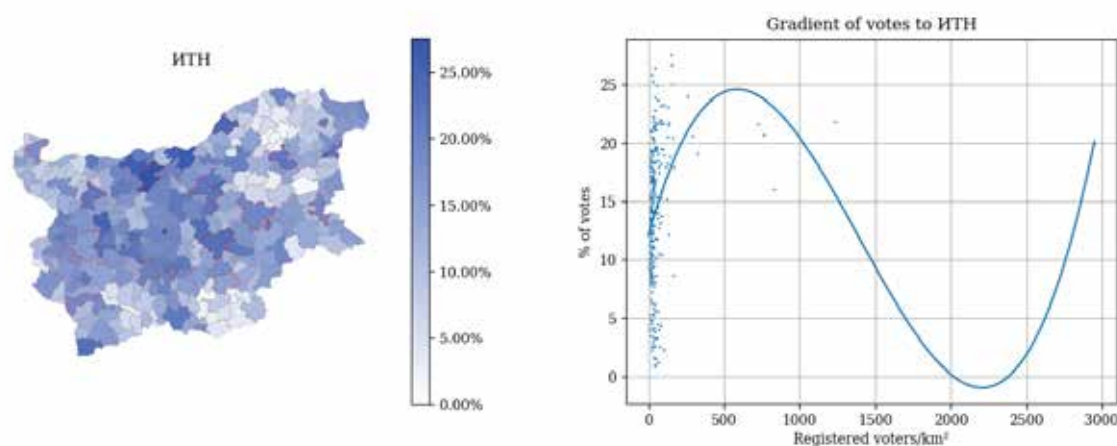 ИТН
25.00%
20.00%
15.00%
10.00%
5.00%
0.00%
Gradient of votes to ИТН
% of votes
25
20
15
10
5
0
0 500 1000 1500 2000 2500 3000
Registered voters/km²